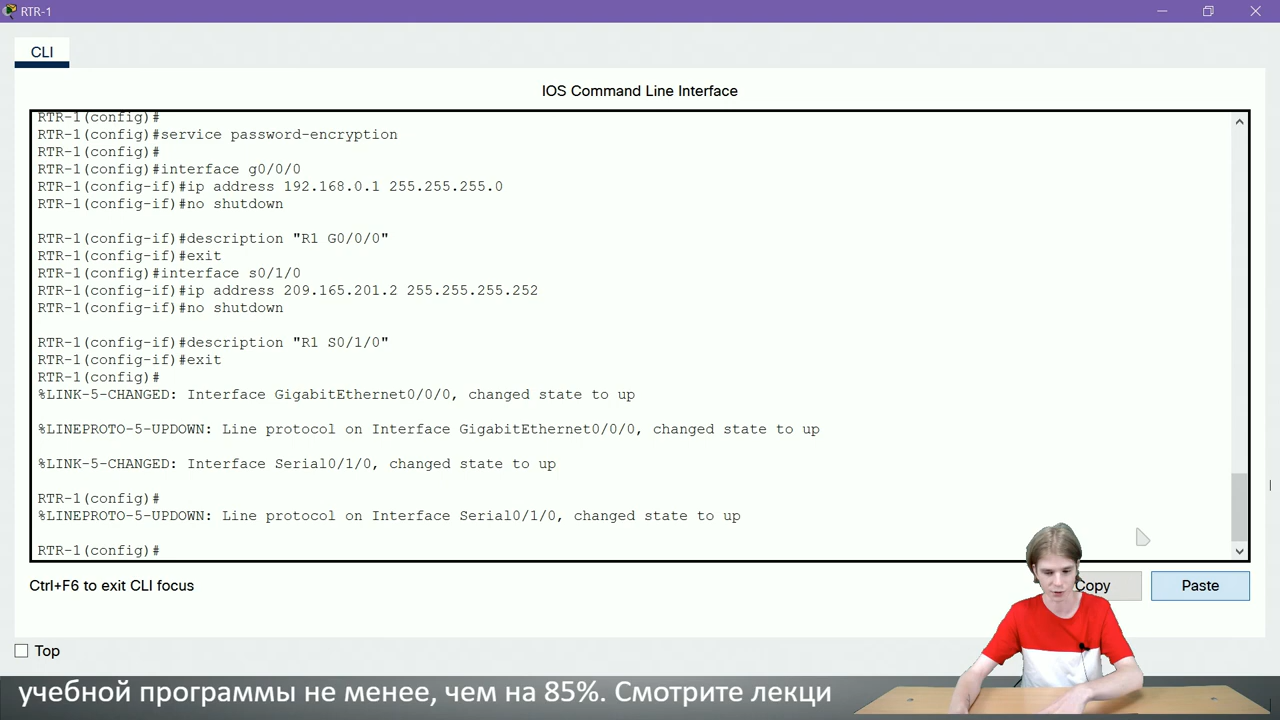 RTR-1
CLI
IOS Command Line Interface
RTR-1(config)#
RTR-1(config)#service password-encryption
RTR-1(config)#
RTR-1(config)#interface g0/0/0
RTR-1(config-if)#ip address 192.168.0.1 255.255.255.0
RTR-1(config-if)#no shutdown
RTR-1(config-if)#description "R1 G0/0/0"
RTR-1(config-if)#exit
RTR-1(config)#interface s0/1/0
RTR-1(config-if)#ip address 209.165.201.2 255.255.255.252
RTR-1(config-if)#no shutdown
RTR-1(config-if)#description "R1 S0/1/0"
RTR-1(config-if)#exit
RTR-1(config)#
%LINK-5-CHANGED: Interface GigabitEthernet0/0/0, changed state to up
%LINEPROTO-5-UPDOWN: Line protocol on Interface GigabitEthernet0/0/0, changed state to up
%LINK-5-CHANGED: Interface Serial0/1/0, changed state to up
RTR-1(config)#
%LINEPROTO-5-UPDOWN: Line protocol on Interface Serial0/1/0, changed state to up
RTR-1(config)#
Ctrl+F6 to exit CLI focus
Copy
Paste
Top
учебной программы не менее, чем на 85%. Смотрите лекци